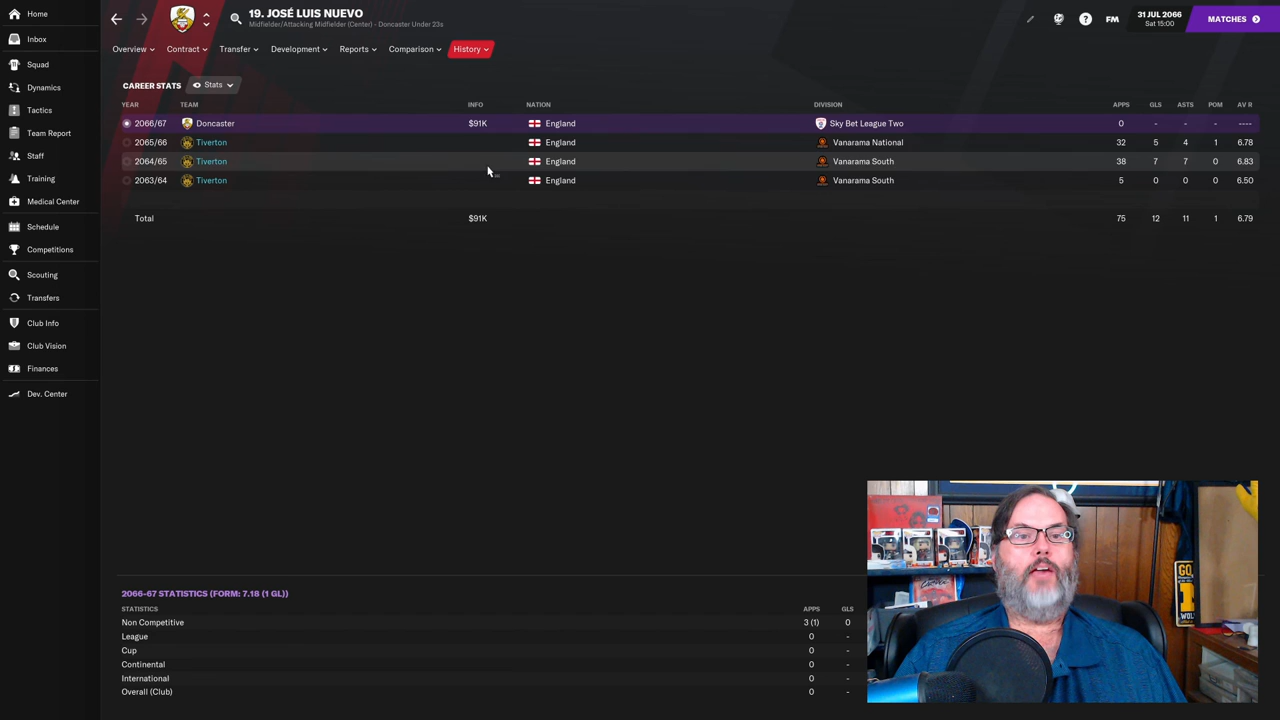 Home
Inbox
Squad
Dynamics
Tactics
Team Report
Staff
Training
Medical Center
Schedule
Competitions
Scouting
Transfers
Club Info
Club Vision
Finances
Dev. Center
19. JOSÉ LUIS NUEVO
Midfielder/Attacking Midfielder (Center) - Doncaster Under 23s
FM
31 JUL 2066
Sat 15:00
MATCHES
Overview Contract Transfer Development Reports Comparison History
CAREER STATS Stats
YEAR TEAM INFO NATION DIVISION APPS GLS ASTS POM AV R
2066/67 Doncaster $91K England Sky Bet League Two 0 - - - ----
2065/66 Tiverton England Vanarama National 32 5 4 1 6.78
2064/65 Tiverton England Vanarama South 38 7 7 0 6.83
2063/64 Tiverton England Vanarama South 5 0 0 0 6.50
Total $91K 75 12 11 1 6.79
2066-67 STATISTICS (FORM: 7.18 (1 GL))
STATISTICS APPS GLS
Non Competitive 3 (1) 0
League 0 -
Cup 0 -
Continental 0 -
International 0 -
Overall (Club) 0 -
GO